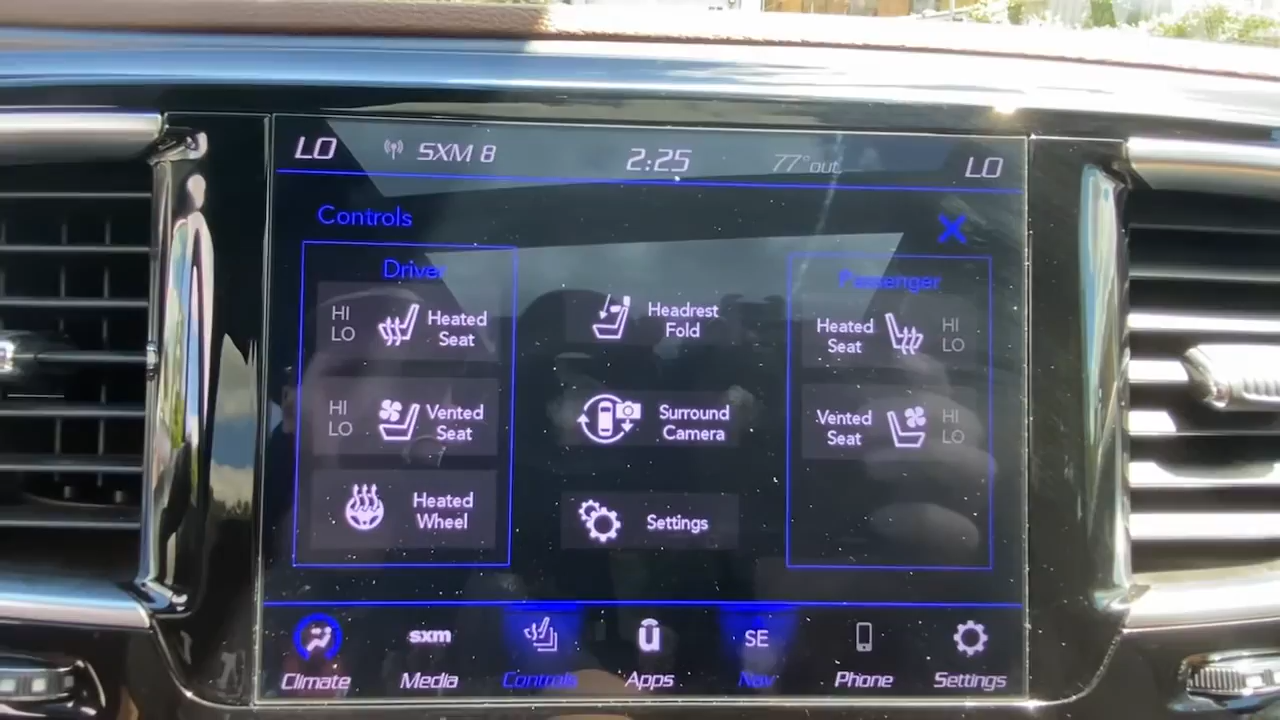 LO SXM 8 2:25 77° out LO
Controls X
Driver
Passenger
HI
LO
Heated
Seat
Headrest
Fold
Heated
Seat
HI
LO
HI
LO
Vented
Seat
Surround
Camera
Vented
Seat
HI
LO
Heated
Wheel
Settings
sxm
u
SE
Climate Media Controls Apps Nav Phone Settings